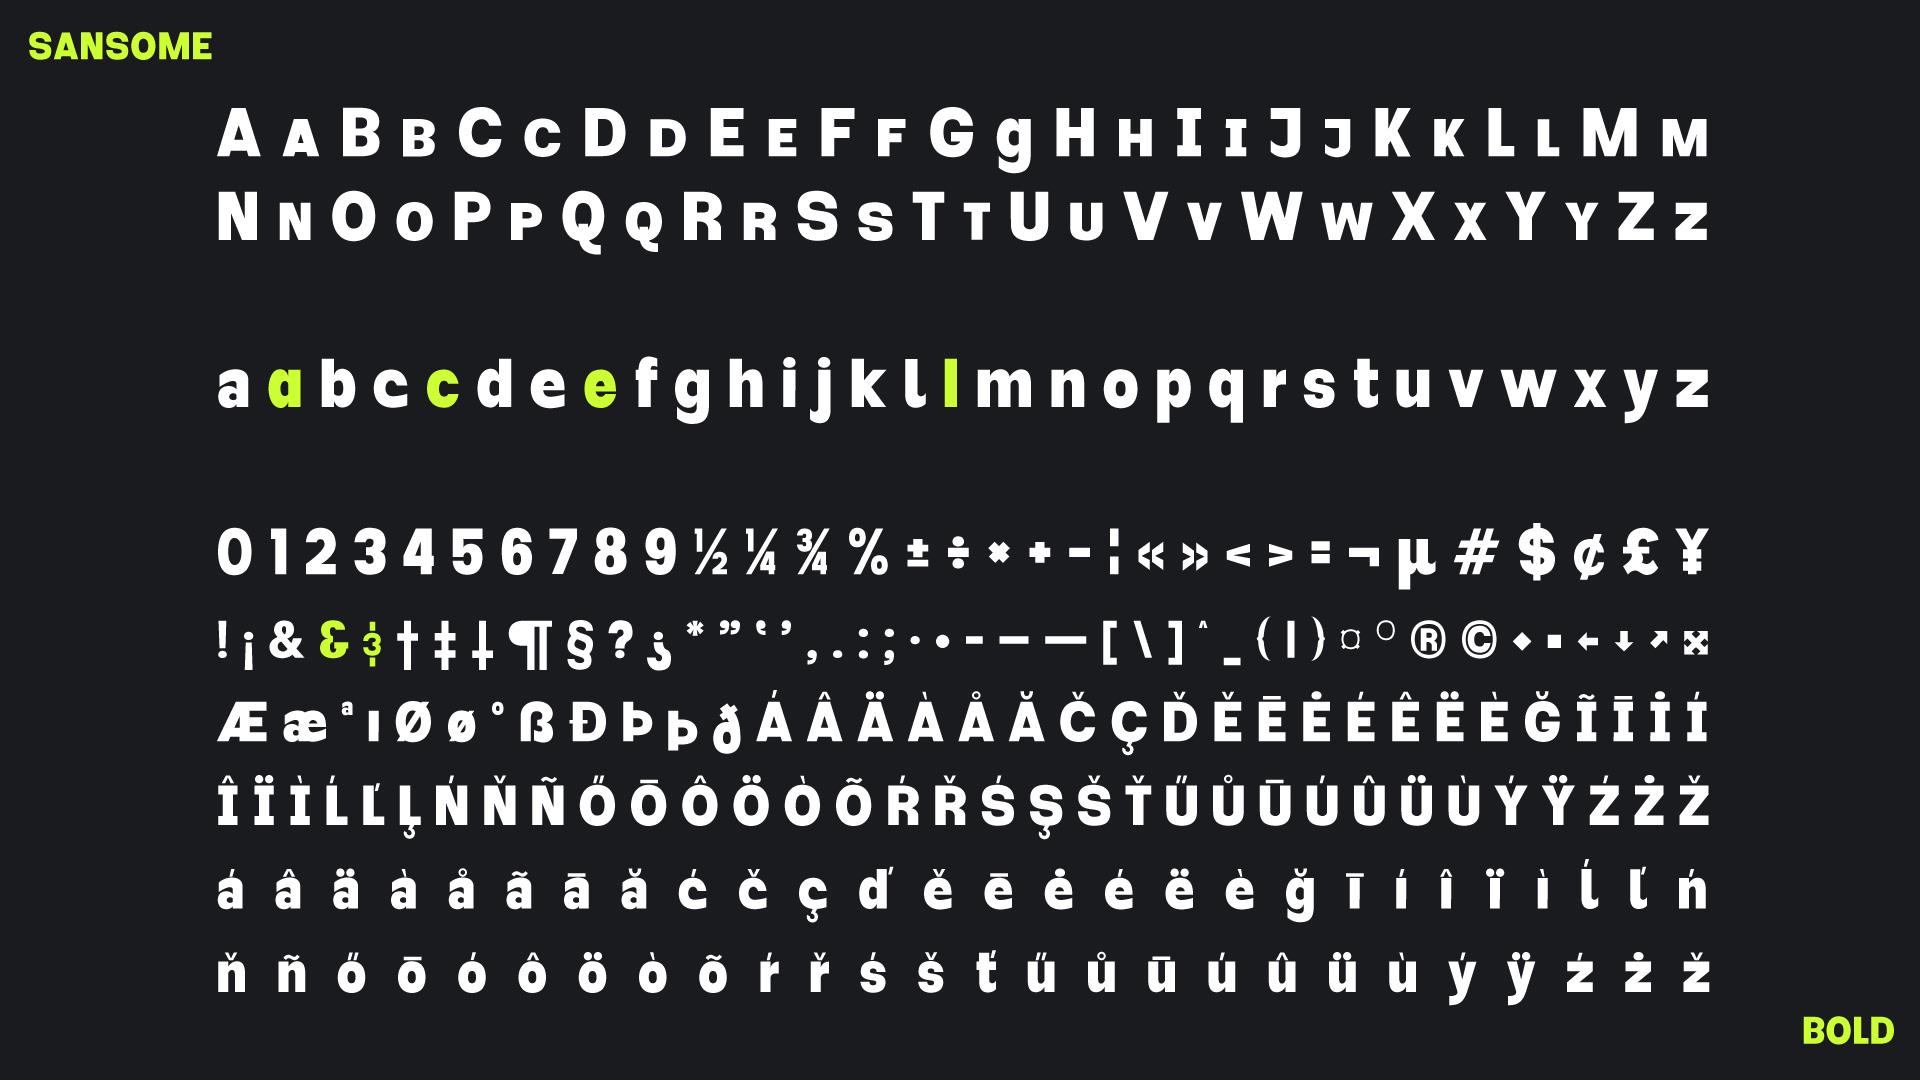 SANSOME
A ᴀ B ʙ C ᴄ D ᴅ E ᴇ F ꜰ G g H ʜ I ɪ J ᴊ K ᴋ L ʟ M ᴍ
N ɴ O ᴏ P ᴘ Q ꞯ R ʀ S ꜱ T ᴛ U ᴜ V ᴠ W ᴡ X x Y ʏ Z ᴢ
a a b c c d e e f g h i j k l l m n o p q r s t u v w x y z
0 1 2 3 4 5 6 7 8 9 ½ ¼ ¾ % ± ÷ × + − ¦ « » < > = ¬ µ # $ ¢ £ ¥
! ¡ & & & † ‡ ⸸ ¶ § ? ¿ * ” ‘ ’ , . : ; · • - – — [ \ ] ^ _ ( | ) ¤ ° ® © ◆ ■ ← ↓ ↗
Æ æ ª ı Ø ø º ß Đ Þ þ ð Á Â Ä À Å Ă Č Ç Ď Ě Ē Ė É Ê Ë È Ğ Ĩ Ī İ Í
Î Ï Ì Ĺ Ľ Ļ Ń Ň Ñ Ő Ō Ô Ö Ò Õ Ŕ Ř Ś Ş Š Ť Ű Ů Ū Ú Û Ü Ù Ý Ÿ Ź Ż Ž
á â ä à å ã ā ă ć č ç ď ě ē ė é ë è ğ ī í î ï ì ĺ ľ ń
ň ñ ő ō ó ô ö ò õ ŕ ř ś š ť ű ů ū ú û ü ù ý ÿ ź ż ž
BOLD